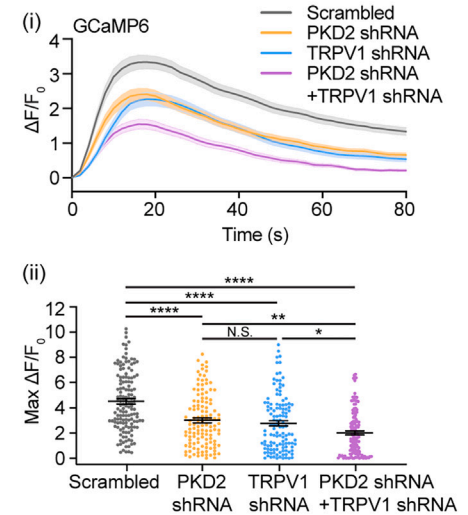 (i)
GCaMP6
Scrambled
PKD2 shRNA
TRPV1 shRNA
PKD2 shRNA
+TRPV1 shRNA
ΔF/F₀
4
3
2
1
0
0 20 40 60 80
Time (s)
(ii)
****
****
****
**
N.S.
*
Max ΔF/F₀
12
10
8
6
4
2
0
Scrambled PKD2 TRPV1 PKD2 shRNA
shRNA shRNA +TRPV1 shRNA